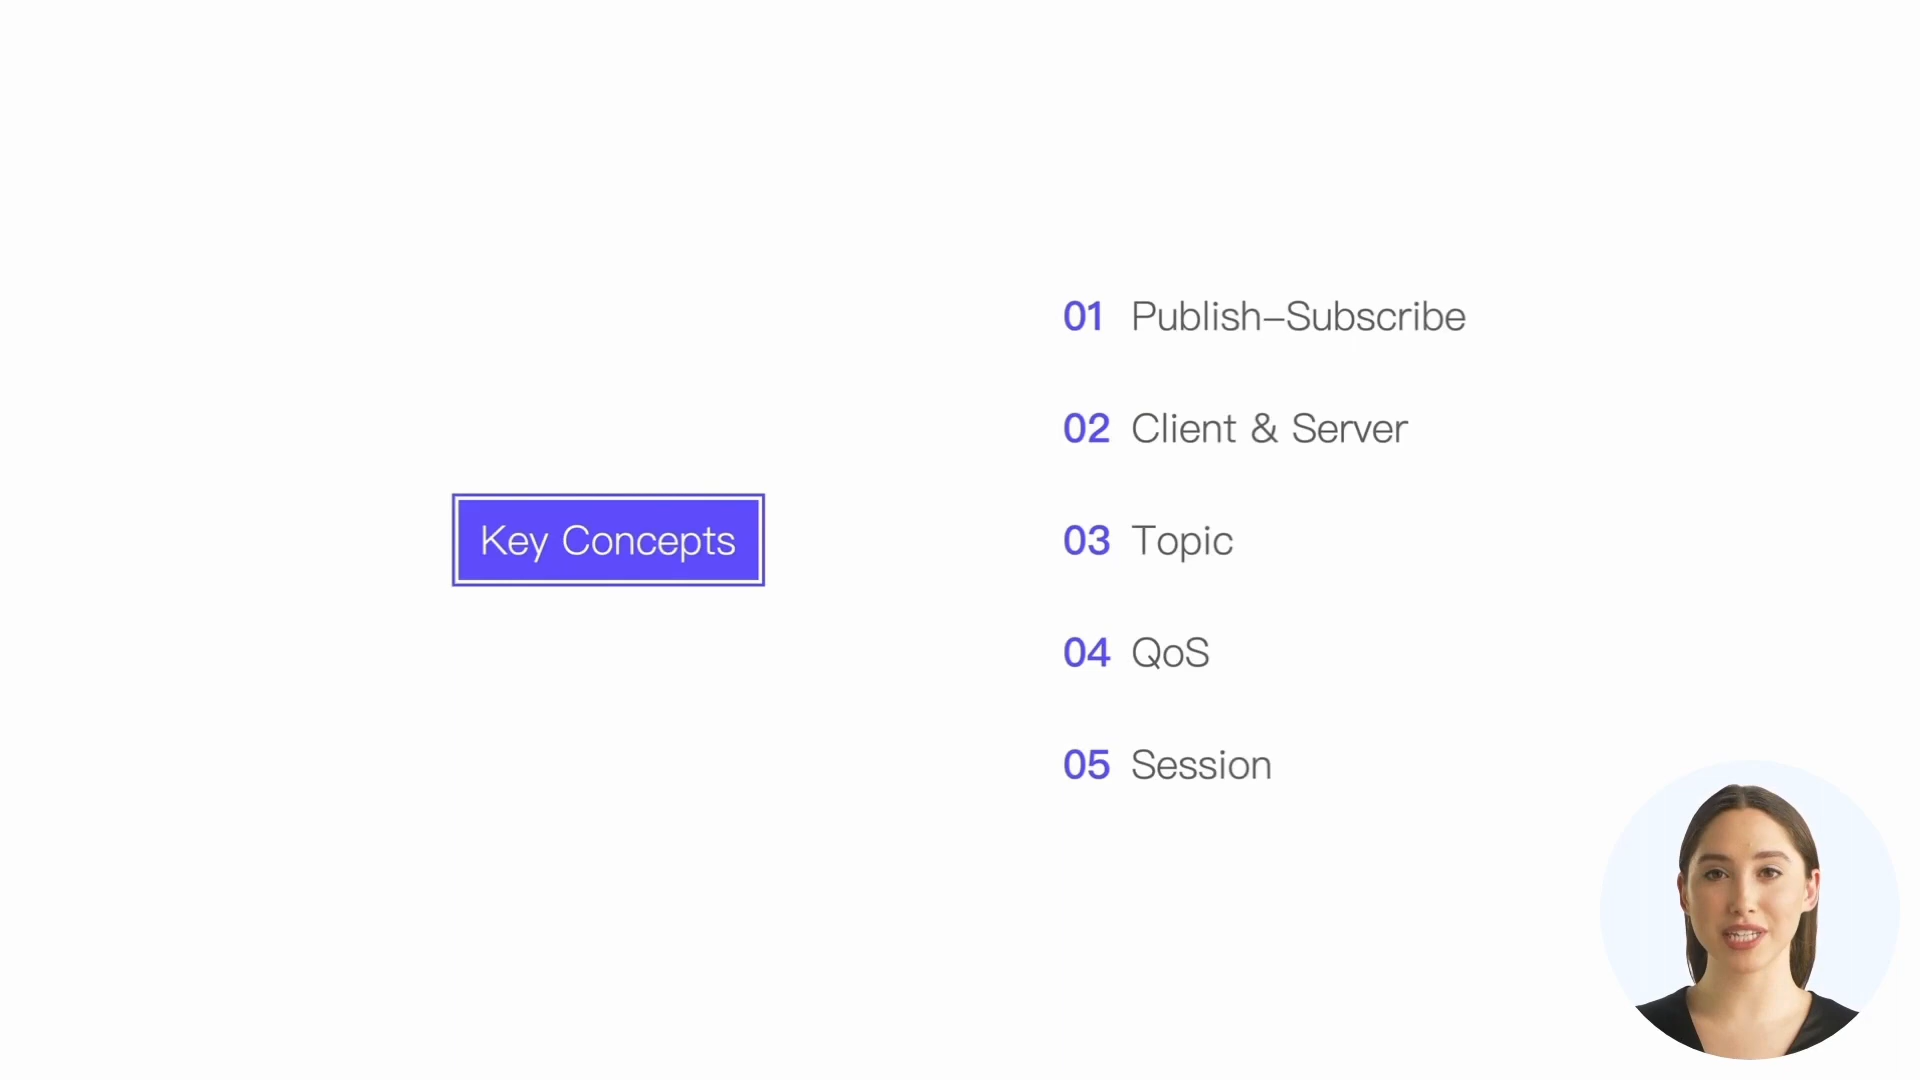 Key Concepts
01 Publish–Subscribe
02 Client & Server
03 Topic
04 QoS
05 Session